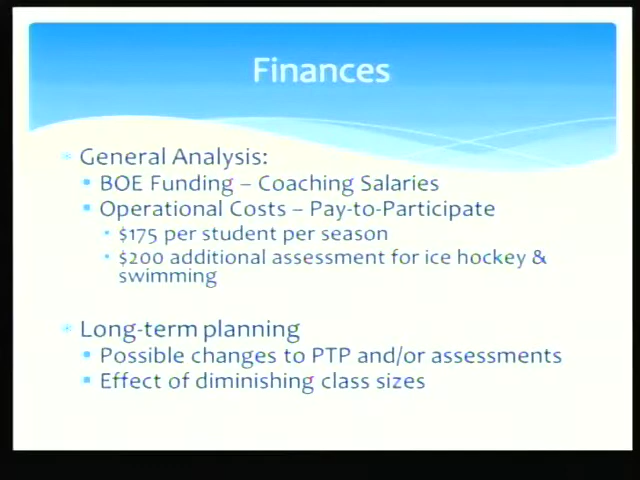 Finances
General Analysis:
BOE Funding – Coaching Salaries
Operational Costs – Pay-to-Participate
$175 per student per season
$200 additional assessment for ice hockey &
swimming
Long-term planning
Possible changes to PTP and/or assessments
Effect of diminishing class sizes